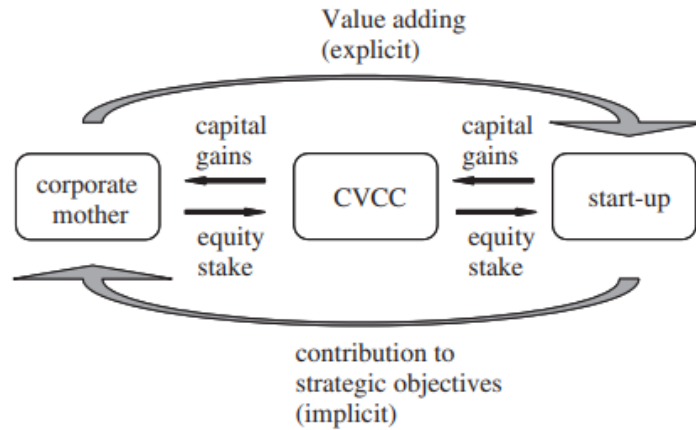 Value adding
(explicit)
capital
gains
capital
gains
corporate
mother
CVCC
start-up
equity
stake
equity
stake
contribution to
strategic objectives
(implicit)